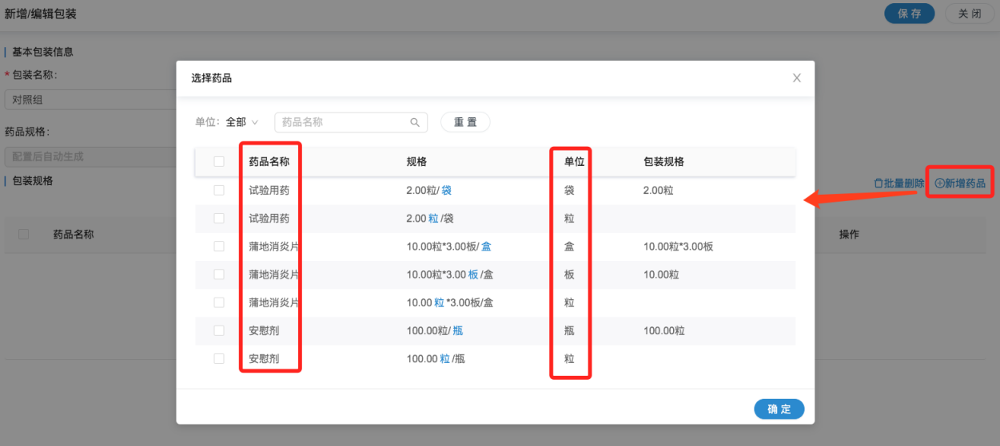 新增/编辑包装
保存 关闭
基本包装信息
*包装名称:
对照组
药品规格:
配置后自动生成
包装规格
批量删除 新增药品
药品名称 操作
选择药品
单位: 全部 药品名称 重置
药品名称 规格 单位 包装规格
试验用药 2.00粒/袋 袋 2.00粒
试验用药 2.00粒/袋 粒
蒲地消炎片 10.00粒*3.00板/盒 盒 10.00粒*3.00板
蒲地消炎片 10.00粒*3.00板/盒 板 10.00粒
蒲地消炎片 10.00粒*3.00板/盒 粒
安慰剂 100.00粒/瓶 瓶 100.00粒
安慰剂 100.00粒/瓶 粒
确定